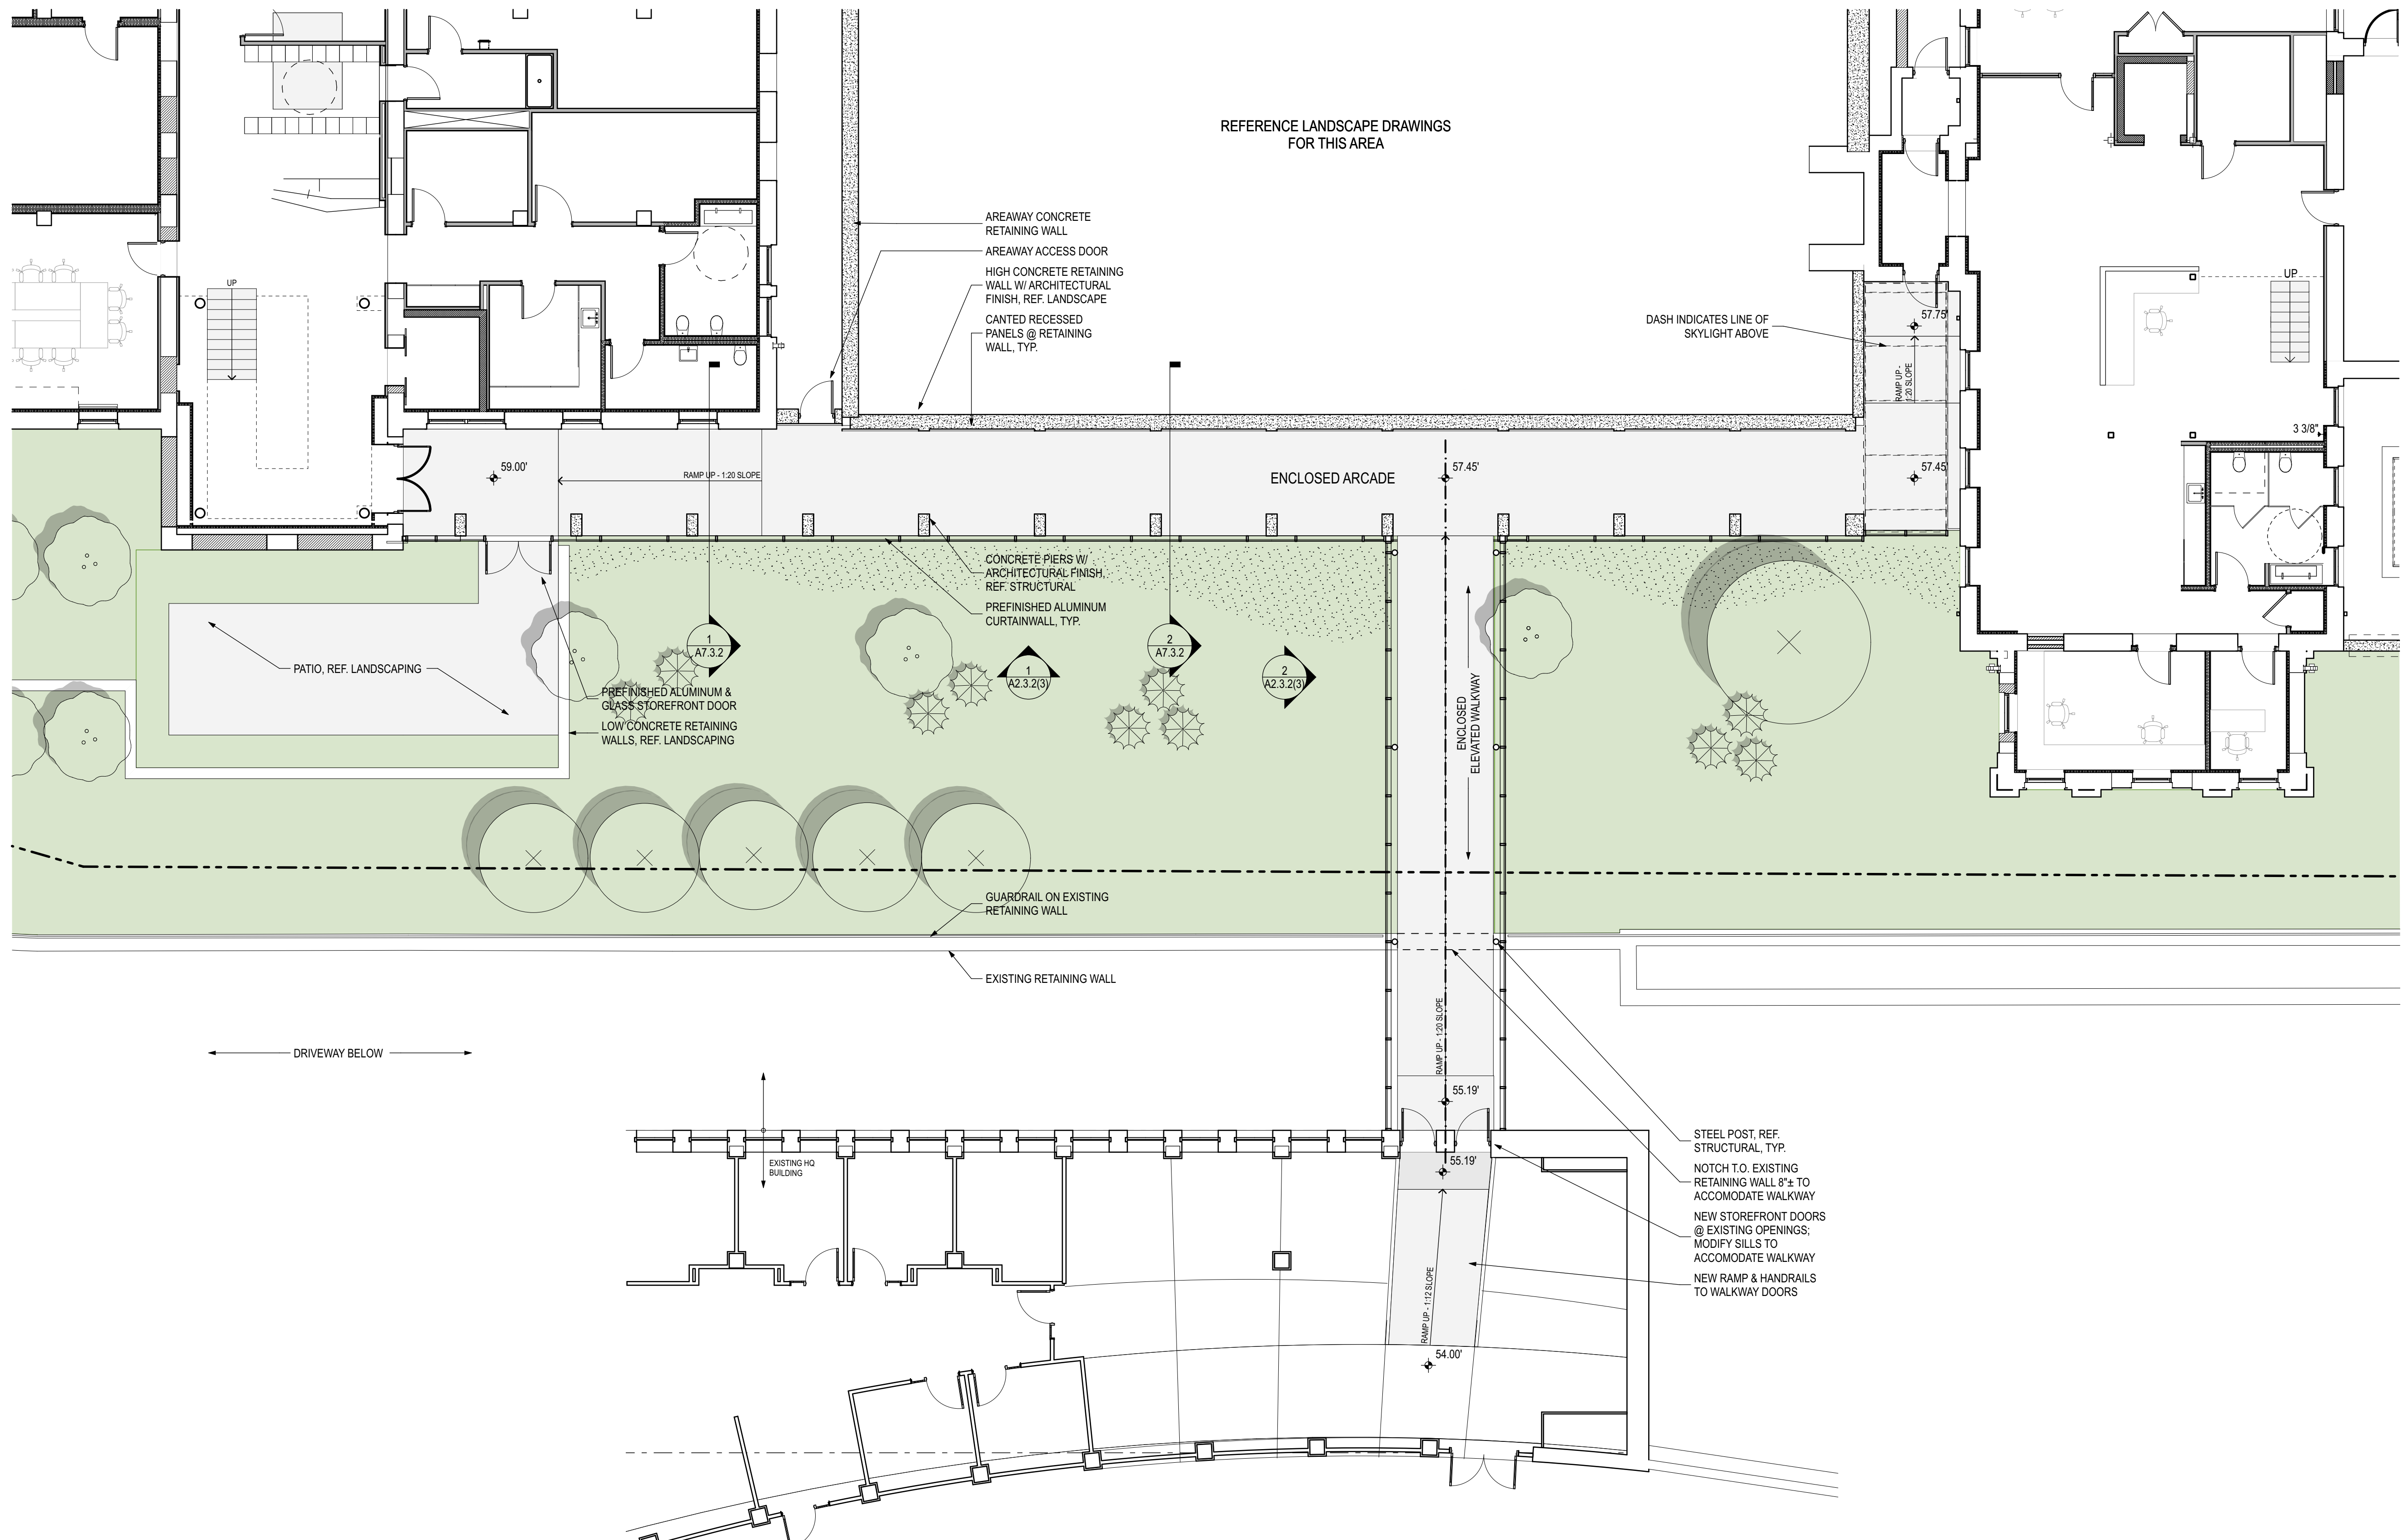 REFERENCE LANDSCAPE DRAWINGS
FOR THIS AREA
AREAWAY CONCRETE
RETAINING WALL
AREAWAY ACCESS DOOR
HIGH CONCRETE RETAINING
WALL W/ ARCHITECTURAL
FINISH, REF. LANDSCAPE
CANTED RECESSED
PANELS @ RETAINING
WALL, TYP.
UP
UP
DASH INDICATES LINE OF
SKYLIGHT ABOVE
57.75'
RAMP UP -
1:20 SLOPE
3 3/8"
59.00'
RAMP UP - 1:20 SLOPE
ENCLOSED ARCADE
57.45'
57.45'
CONCRETE PIERS W/
ARCHITECTURAL FINISH,
REF. STRUCTURAL
PREFINISHED ALUMINUM
CURTAINWALL, TYP.
1
A7.3.2
2
A7.3.2
1
A2.3.2(3)
2
A2.3.2(3)
PATIO, REF. LANDSCAPING
PREFINISHED ALUMINUM &
GLASS STOREFRONT DOOR
LOW CONCRETE RETAINING
WALLS, REF. LANDSCAPING
ENCLOSED
ELEVATED WALKWAY
GUARDRAIL ON EXISTING
RETAINING WALL
EXISTING RETAINING WALL
DRIVEWAY BELOW
RAMP UP - 1:20 SLOPE
55.19'
EXISTING HQ
BUILDING
55.19'
STEEL POST, REF.
STRUCTURAL, TYP.
NOTCH T.O. EXISTING
RETAINING WALL 8"± TO
ACCOMODATE WALKWAY
NEW STOREFRONT DOORS
@ EXISTING OPENINGS;
MODIFY SILLS TO
ACCOMODATE WALKWAY
NEW RAMP & HANDRAILS
TO WALKWAY DOORS
RAMP UP - 1:12 SLOPE
54.00'